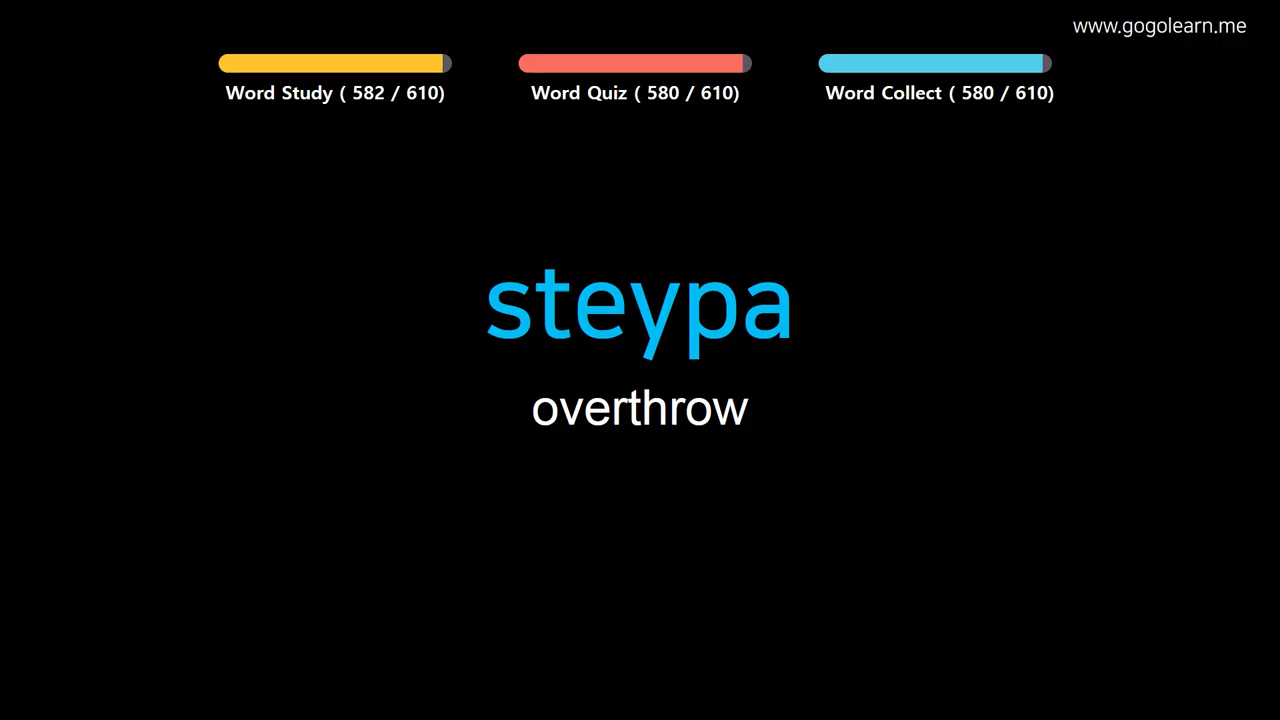 www.gogolearn.me
Word Study ( 582 / 610)
Word Quiz ( 580 / 610)
Word Collect ( 580 / 610)
steypa
overthrow